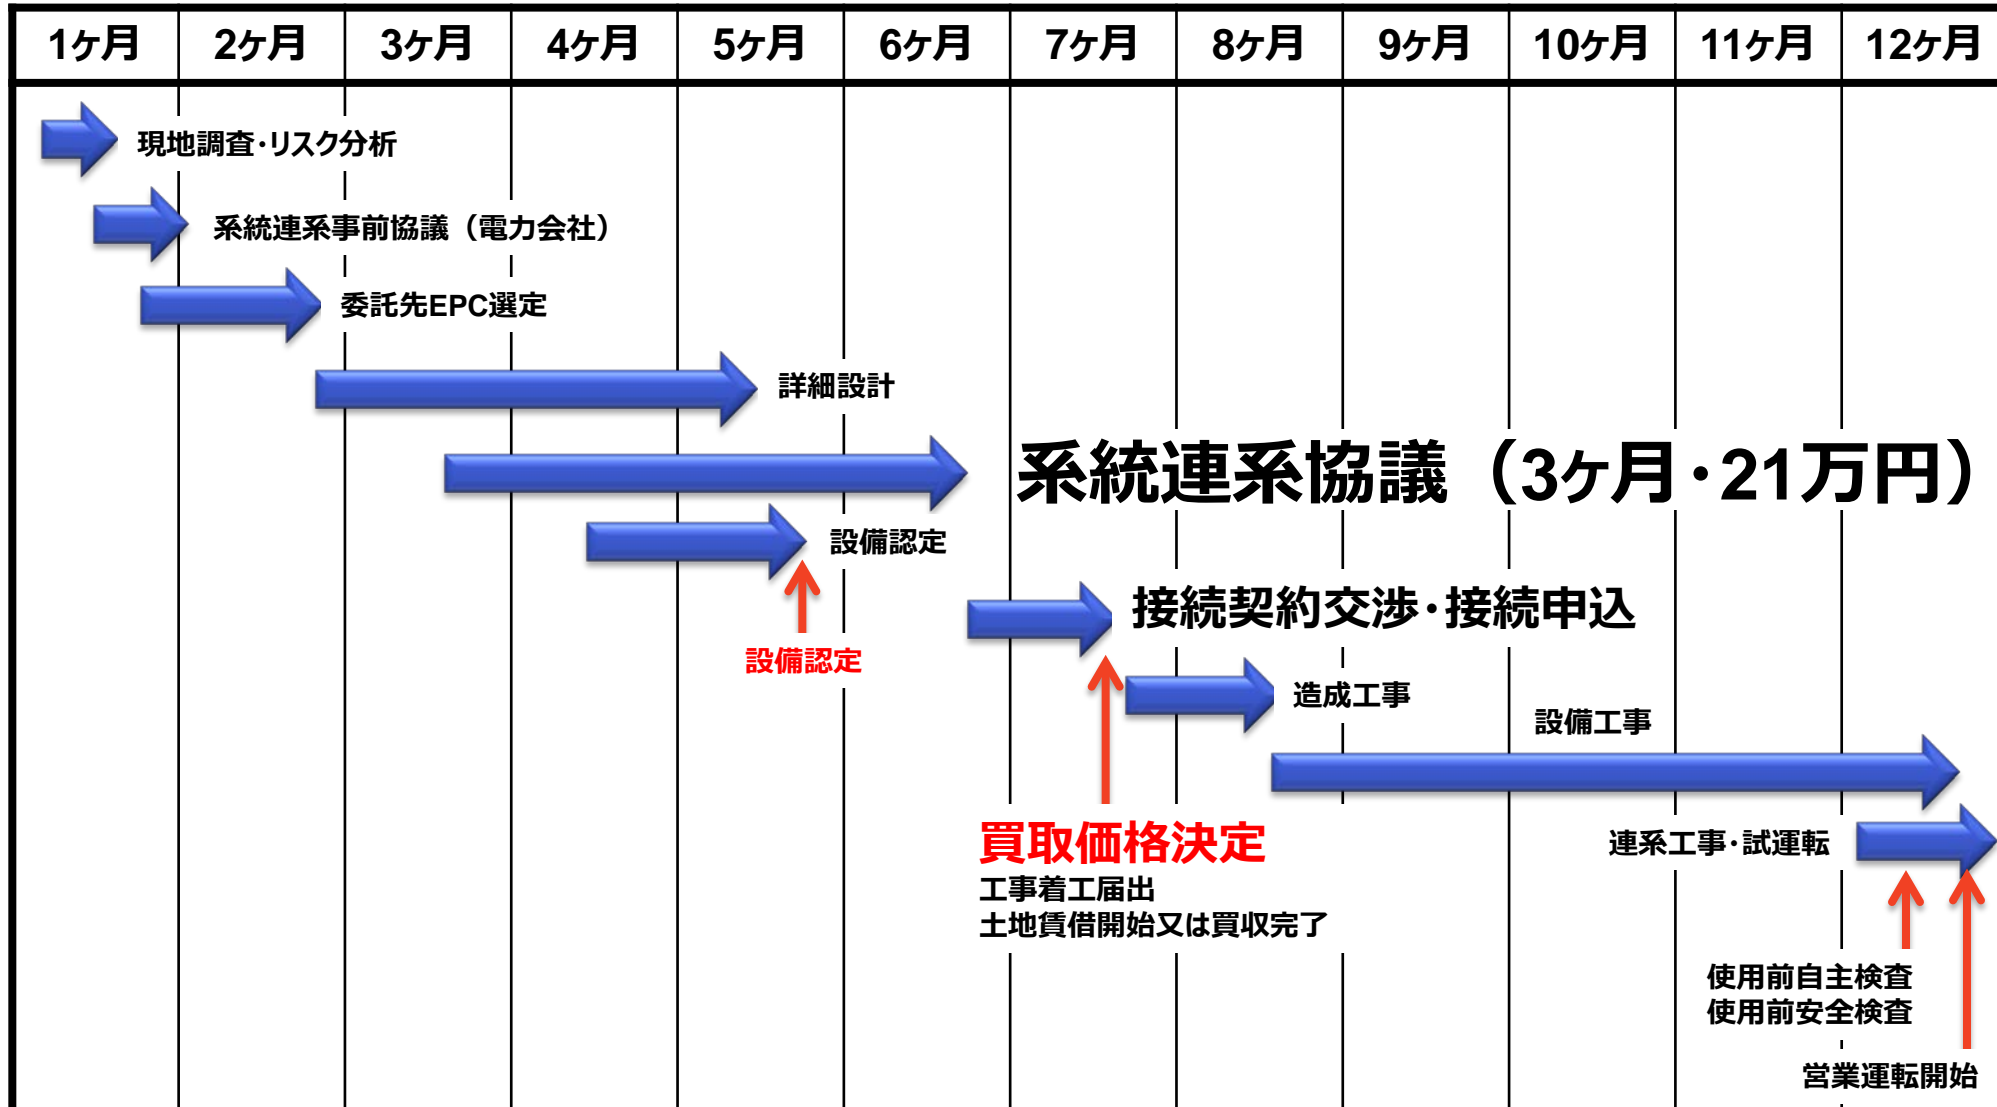 1ヶ月 2ヶ月 3ヶ月 4ヶ月 5ヶ月 6ヶ月 7ヶ月 8ヶ月 9ヶ月 10ヶ月 11ヶ月 12ヶ月
現地調査・リスク分析
系統連系事前協議（電力会社）
委託先EPC選定
詳細設計
系統連系協議（3ヶ月・21万円）
設備認定
接続契約交渉・接続申込
設備認定
造成工事
設備工事
買取価格決定
工事着工届出
土地賃借開始又は買収完了
連系工事・試運転
使用前自主検査
使用前安全検査
営業運転開始